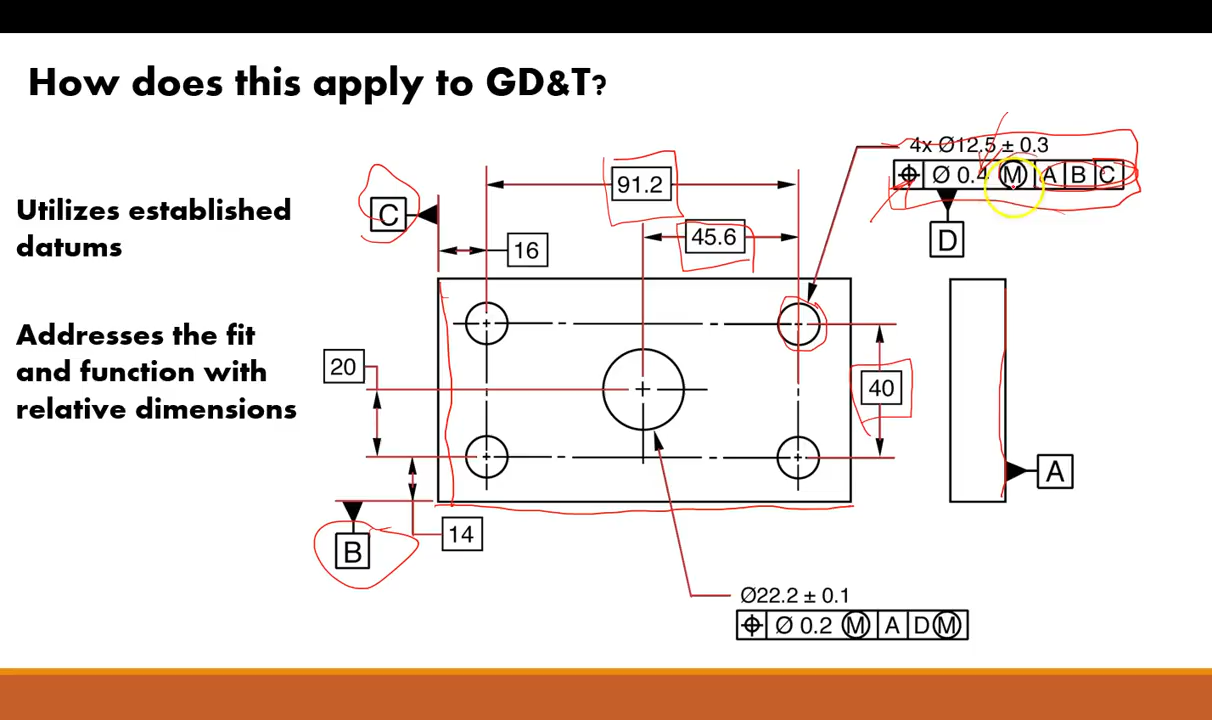 How does this apply to GD&T?
Utilizes established
datums
Addresses the fit
and function with
relative dimensions
C
91.2
45.6
16
4x Ø12.5 ± 0.3
⌖ Ø 0.4 Ⓜ A B C
D
20
40
A
B
14
Ø22.2 ± 0.1
⌖ Ø 0.2 Ⓜ A DⓂ